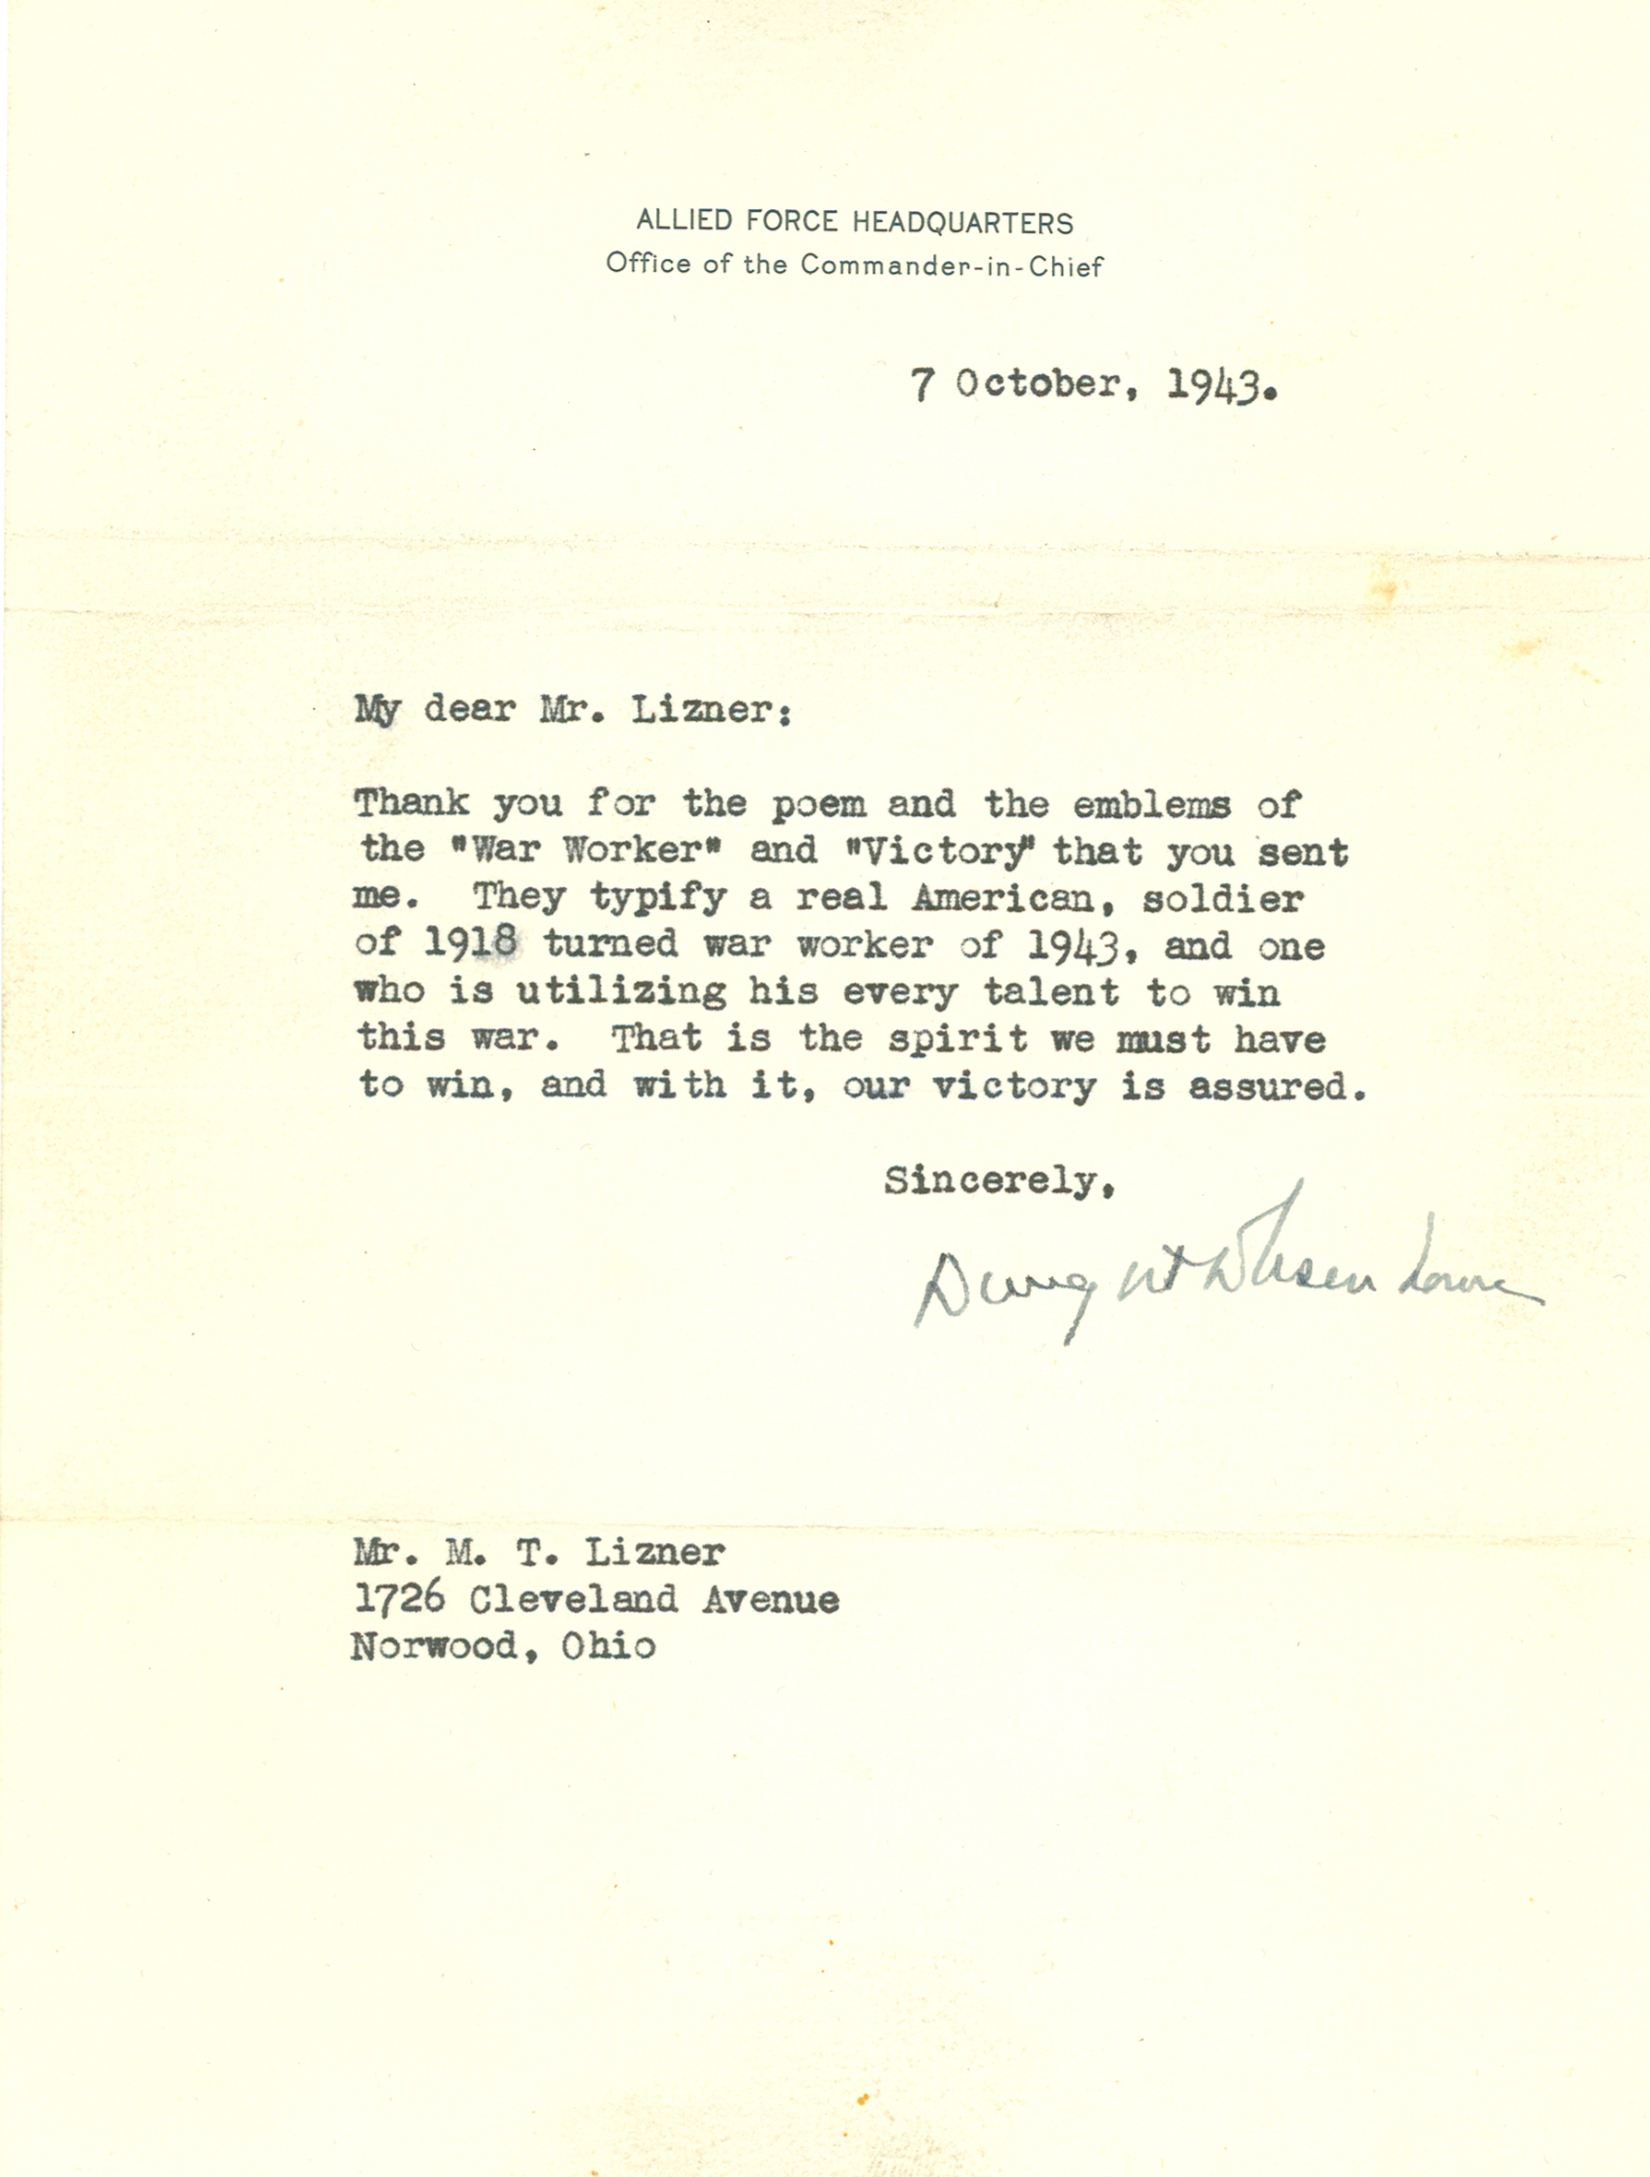 ALLIED FORCE HEADQUARTERS
Office of the Commander-in-Chief
7 October, 1943.
My dear Mr. Lizner:
Thank you for the poem and the emblems of
the "War Worker" and "Victory" that you sent
me. They typify a real American, soldier
of 1918 turned war worker of 1943, and one
who is utilizing his every talent to win
this war. That is the spirit we must have
to win, and with it, our victory is assured.
Sincerely,
Dwight D Eisenhower
Mr. M. T. Lizner
1726 Cleveland Avenue
Norwood, Ohio